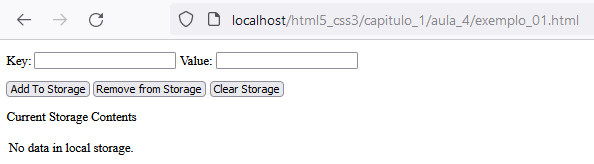 localhost/html5_css3/capitulo_1/aula_4/exemplo_01.html
Key: Value:
Add To Storage Remove from Storage Clear Storage
Current Storage Contents
No data in local storage.